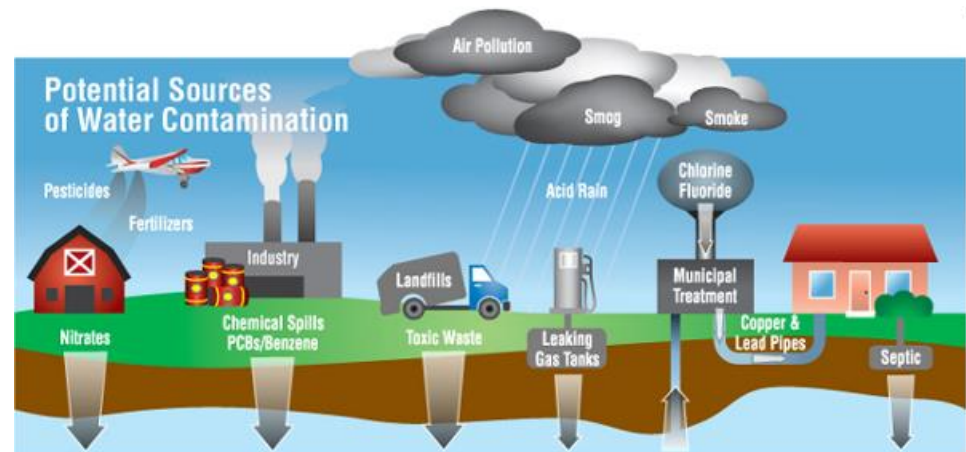 Air Pollution
Potential Sources
of Water Contamination
Smog
Smoke
Pesticides
Fertilizers
Acid Rain
Chlorine
Fluoride
Industry
Landfills
Municipal
Treatment
Nitrates
Chemical Spills
PCBs/Benzene
Toxic Waste
Leaking
Gas Tanks
Copper &
Lead Pipes
Septic